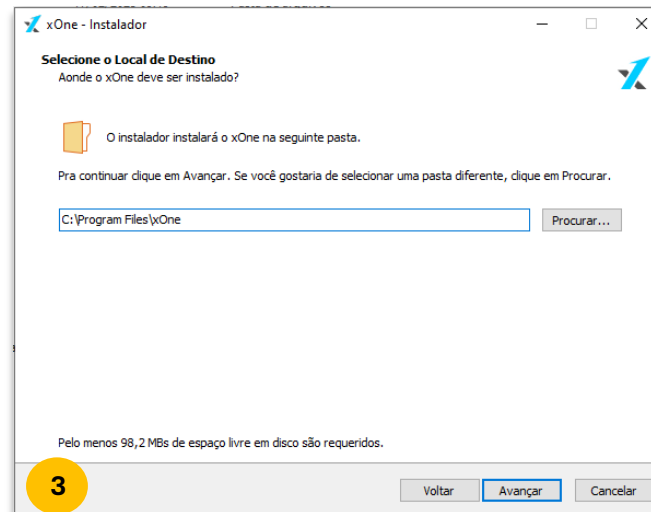 xOne - Instalador
Selecione o Local de Destino
Aonde o xOne deve ser instalado?
O instalador instalará o xOne na seguinte pasta.
Pra continuar clique em Avançar. Se você gostaria de selecionar uma pasta diferente, clique em Procurar.
C:\Program Files\xOne
Procurar...
Pelo menos 98,2 MBs de espaço livre em disco são requeridos.
3
Voltar
Avançar
Cancelar